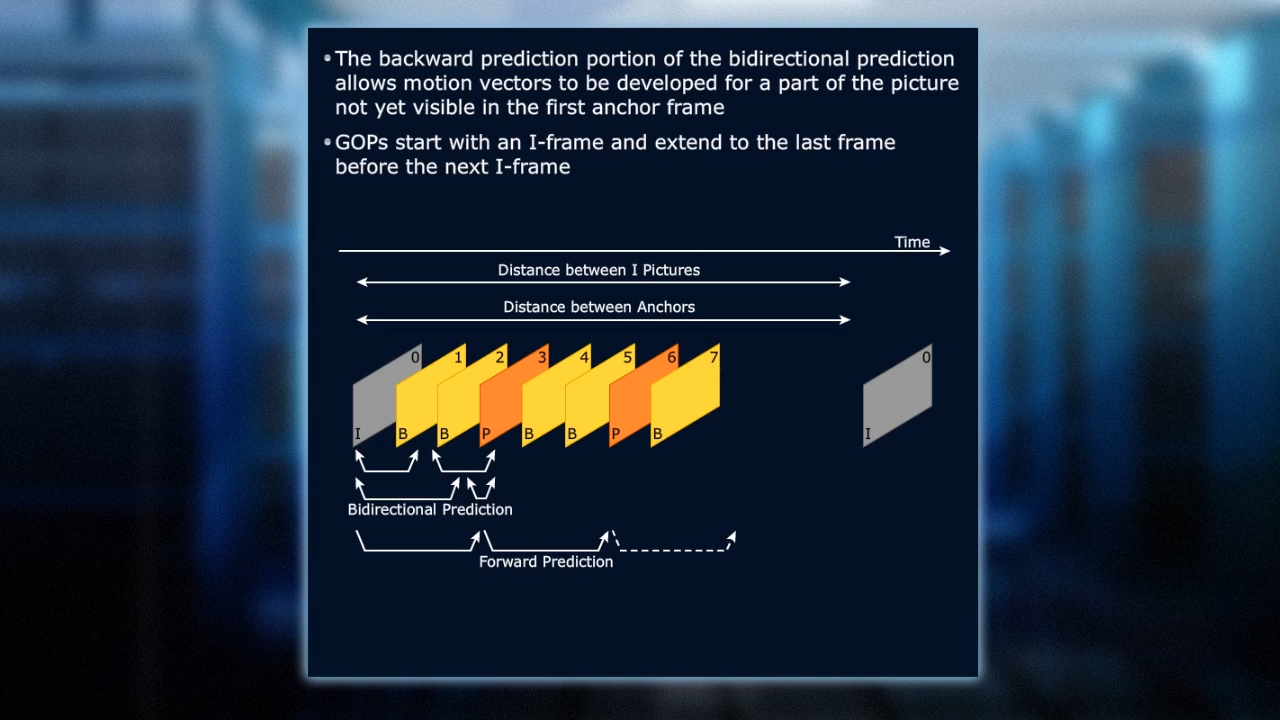 •The backward prediction portion of the bidirectional prediction
allows motion vectors to be developed for a part of the picture
not yet visible in the first anchor frame
•GOPs start with an I-frame and extend to the last frame
before the next I-frame
Time
Distance between I Pictures
Distance between Anchors
0 1 2 3 4 5 6 7 0
I B B P B B P B I
Bidirectional Prediction
Forward Prediction